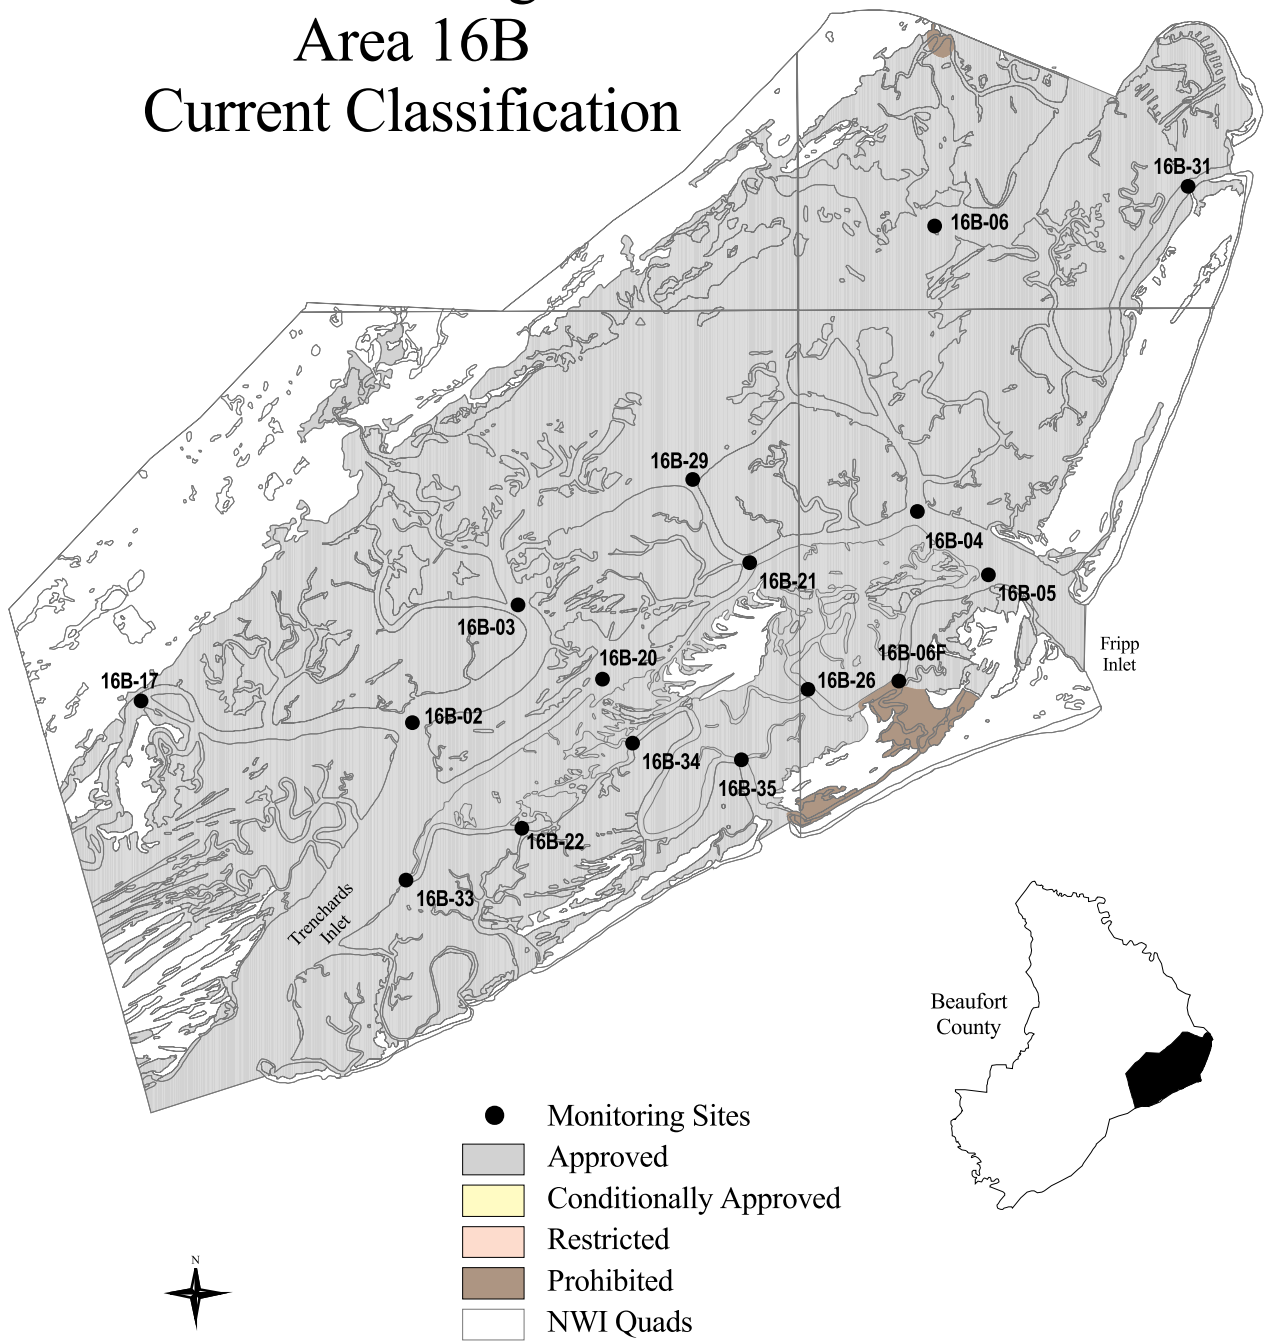 Area 16B
Current Classification
16B-31
16B-06
16B-29
16B-04
16B-21
16B-05
16B-03
Fripp
Inlet
16B-20
16B-06F
16B-17
16B-26
16B-02
16B-34
16B-35
16B-22
16B-33
Trenchards
Inlet
Beaufort
County
Monitoring Sites
Approved
Conditionally Approved
Restricted
Prohibited
NWI Quads
N